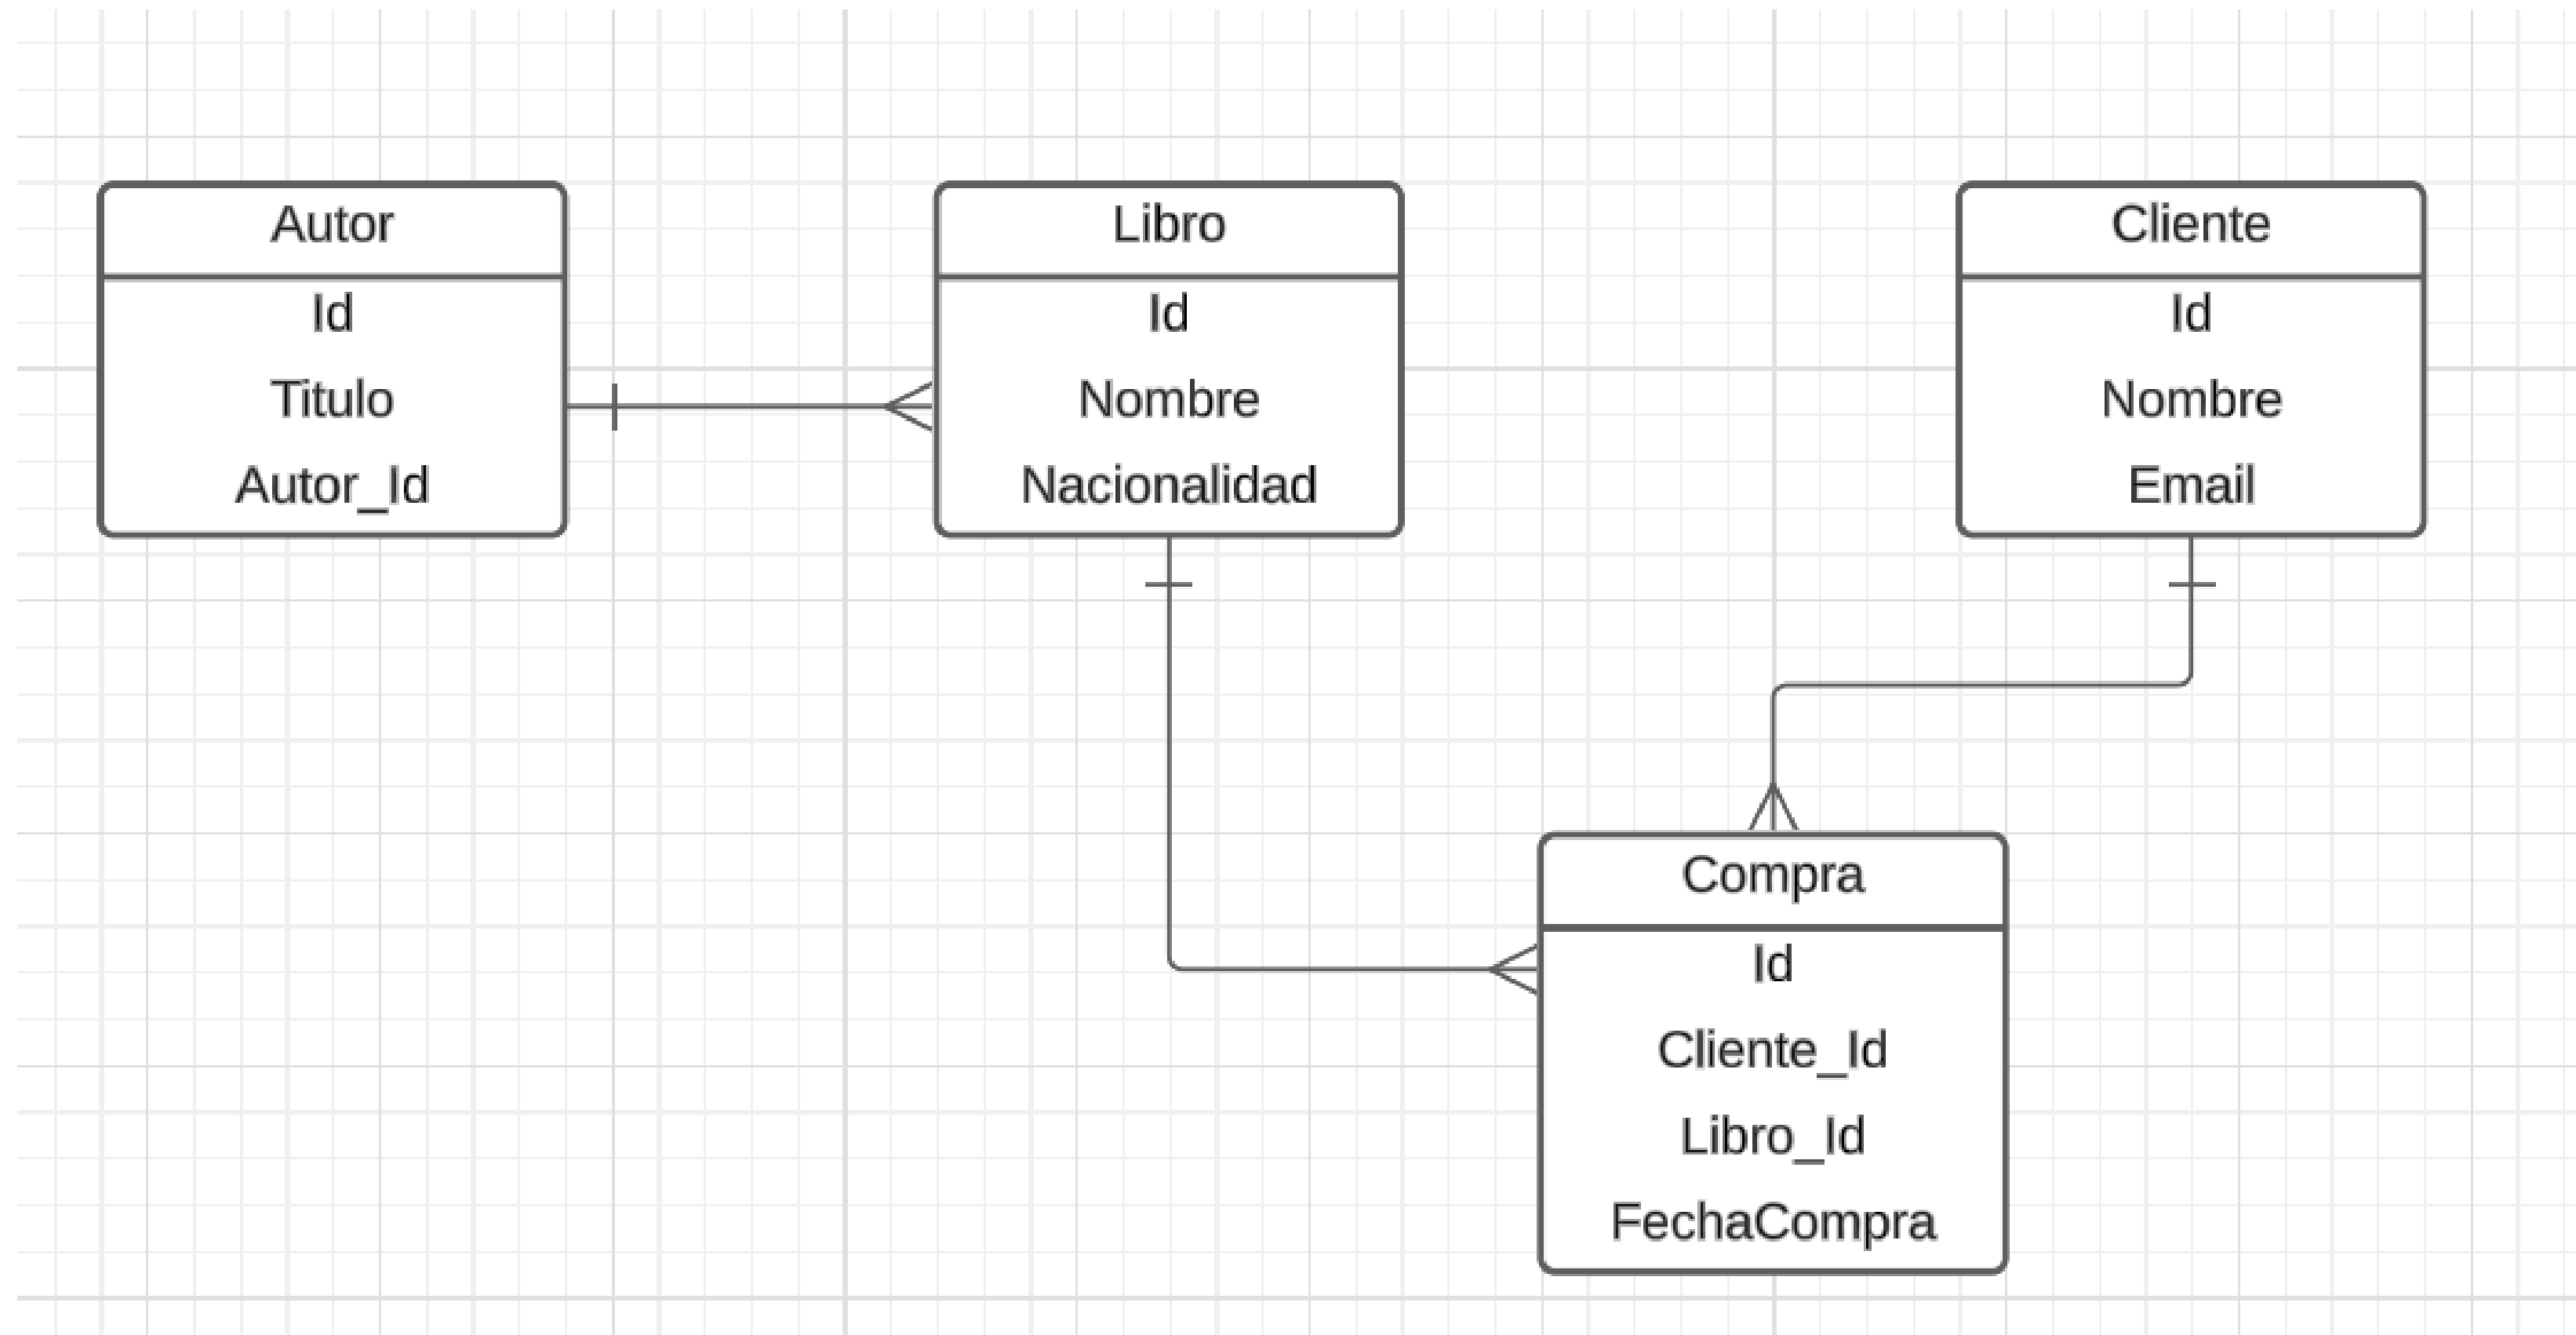 Autor
Id
Titulo
Autor_Id
Libro
Id
Nombre
Nacionalidad
Cliente
Id
Nombre
Email
Compra
Id
Cliente_Id
Libro_Id
FechaCompra